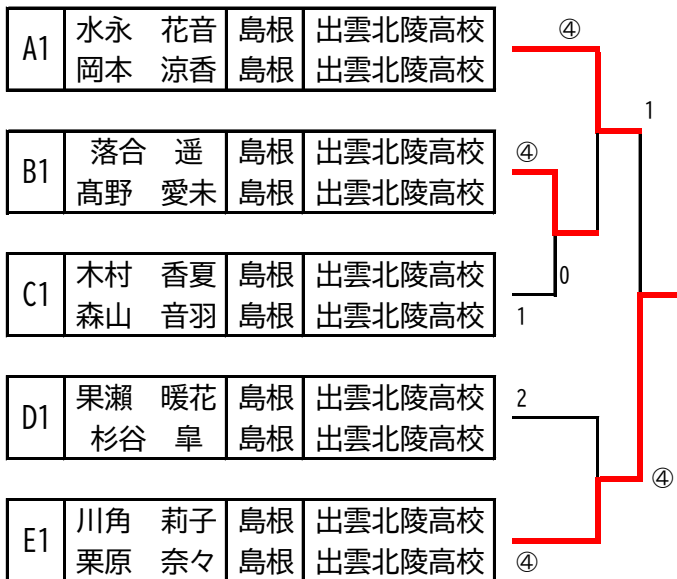 A1 水永 花音 島根 出雲北陵高校
岡本 涼香 島根 出雲北陵高校
④
1
B1 落合 遥 島根 出雲北陵高校
髙野 愛未 島根 出雲北陵高校
④
0
C1 木村 香夏 島根 出雲北陵高校
森山 音羽 島根 出雲北陵高校
1
D1 果瀨 暖花 島根 出雲北陵高校
杉谷 皐 島根 出雲北陵高校
2
④
E1 川角 莉子 島根 出雲北陵高校
栗原 奈々 島根 出雲北陵高校
④